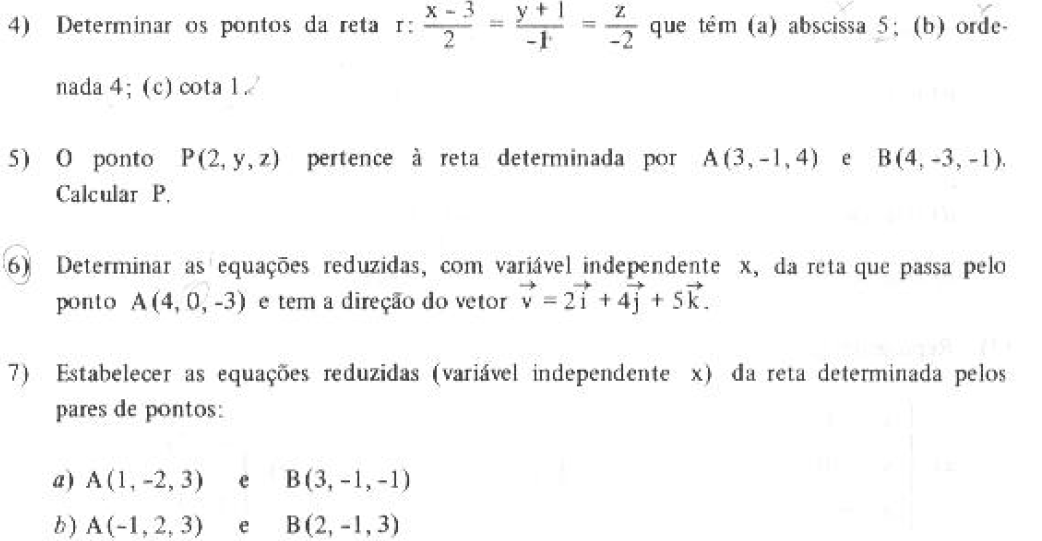 4) Determinar os pontos da reta r: (x - 3)/2 = (y + 1)/-1 = z/-2 que têm (a) abscissa 5; (b) orde-
nada 4; (c) cota 1.
5) O ponto P(2, y, z) pertence à reta determinada por A(3, -1, 4) e B(4, -3, -1).
Calcular P.
6) Determinar as equações reduzidas, com variável independente x, da reta que passa pelo
ponto A(4, 0, -3) e tem a direção do vetor v⃗ = 2i⃗ + 4j⃗ + 5k⃗.
7) Estabelecer as equações reduzidas (variável independente x) da reta determinada pelos
pares de pontos:
a) A(1, -2, 3) e B(3, -1, -1)
b) A(-1, 2, 3) e B(2, -1, 3)